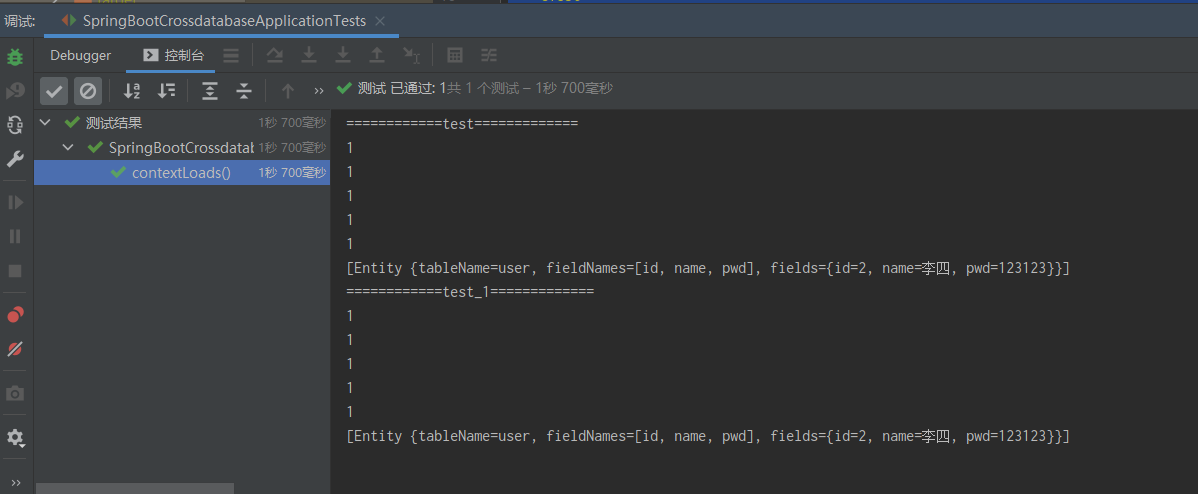 调试:
SpringBootCrossdatabaseApplicationTests
Debugger
控制台
测试 已通过: 1共 1 个测试 – 1秒 700毫秒
测试结果 1秒 700毫秒
SpringBootCrossdatat 1秒 700毫秒
contextLoads() 1秒 700毫秒
============test=============
1
1
1
1
1
[Entity {tableName=user, fieldNames=[id, name, pwd], fields={id=2, name=李四, pwd=123123}}]
============test_1=============
1
1
1
1
1
[Entity {tableName=user, fieldNames=[id, name, pwd], fields={id=2, name=李四, pwd=123123}}]